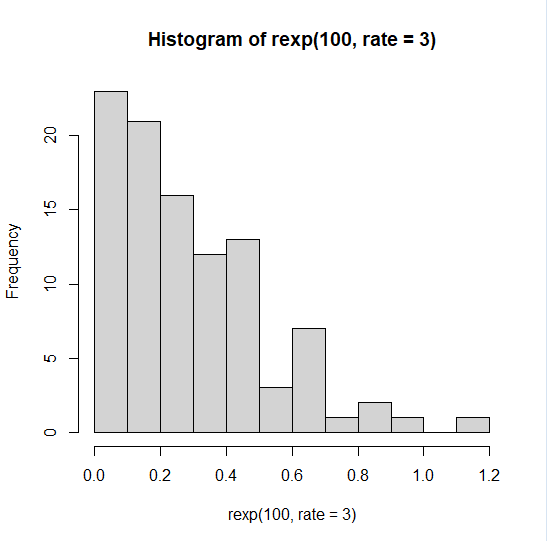 Histogram of rexp(100, rate = 3)
Frequency
20
15
10
5
0
0.0 0.2 0.4 0.6 0.8 1.0 1.2
rexp(100, rate = 3)